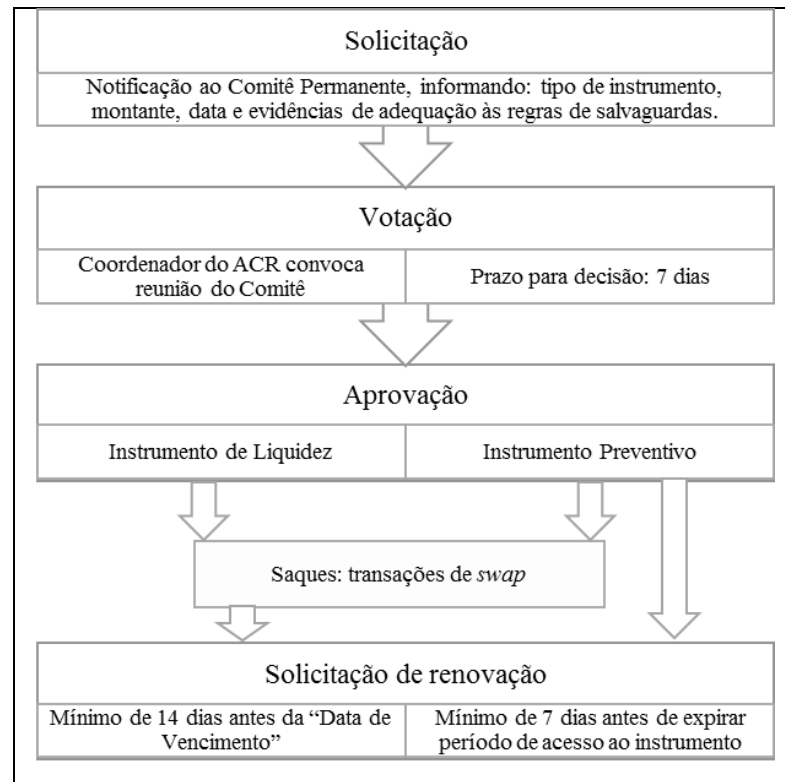 Solicitação
Notificação ao Comitê Permanente, informando: tipo de instrumento,
montante, data e evidências de adequação às regras de salvaguardas.
Votação
Coordenador do ACR convoca
reunião do Comitê
Prazo para decisão: 7 dias
Aprovação
Instrumento de Liquidez
Instrumento Preventivo
Saques: transações de swap
Solicitação de renovação
Mínimo de 14 dias antes da “Data de
Vencimento”
Mínimo de 7 dias antes de expirar
período de acesso ao instrumento